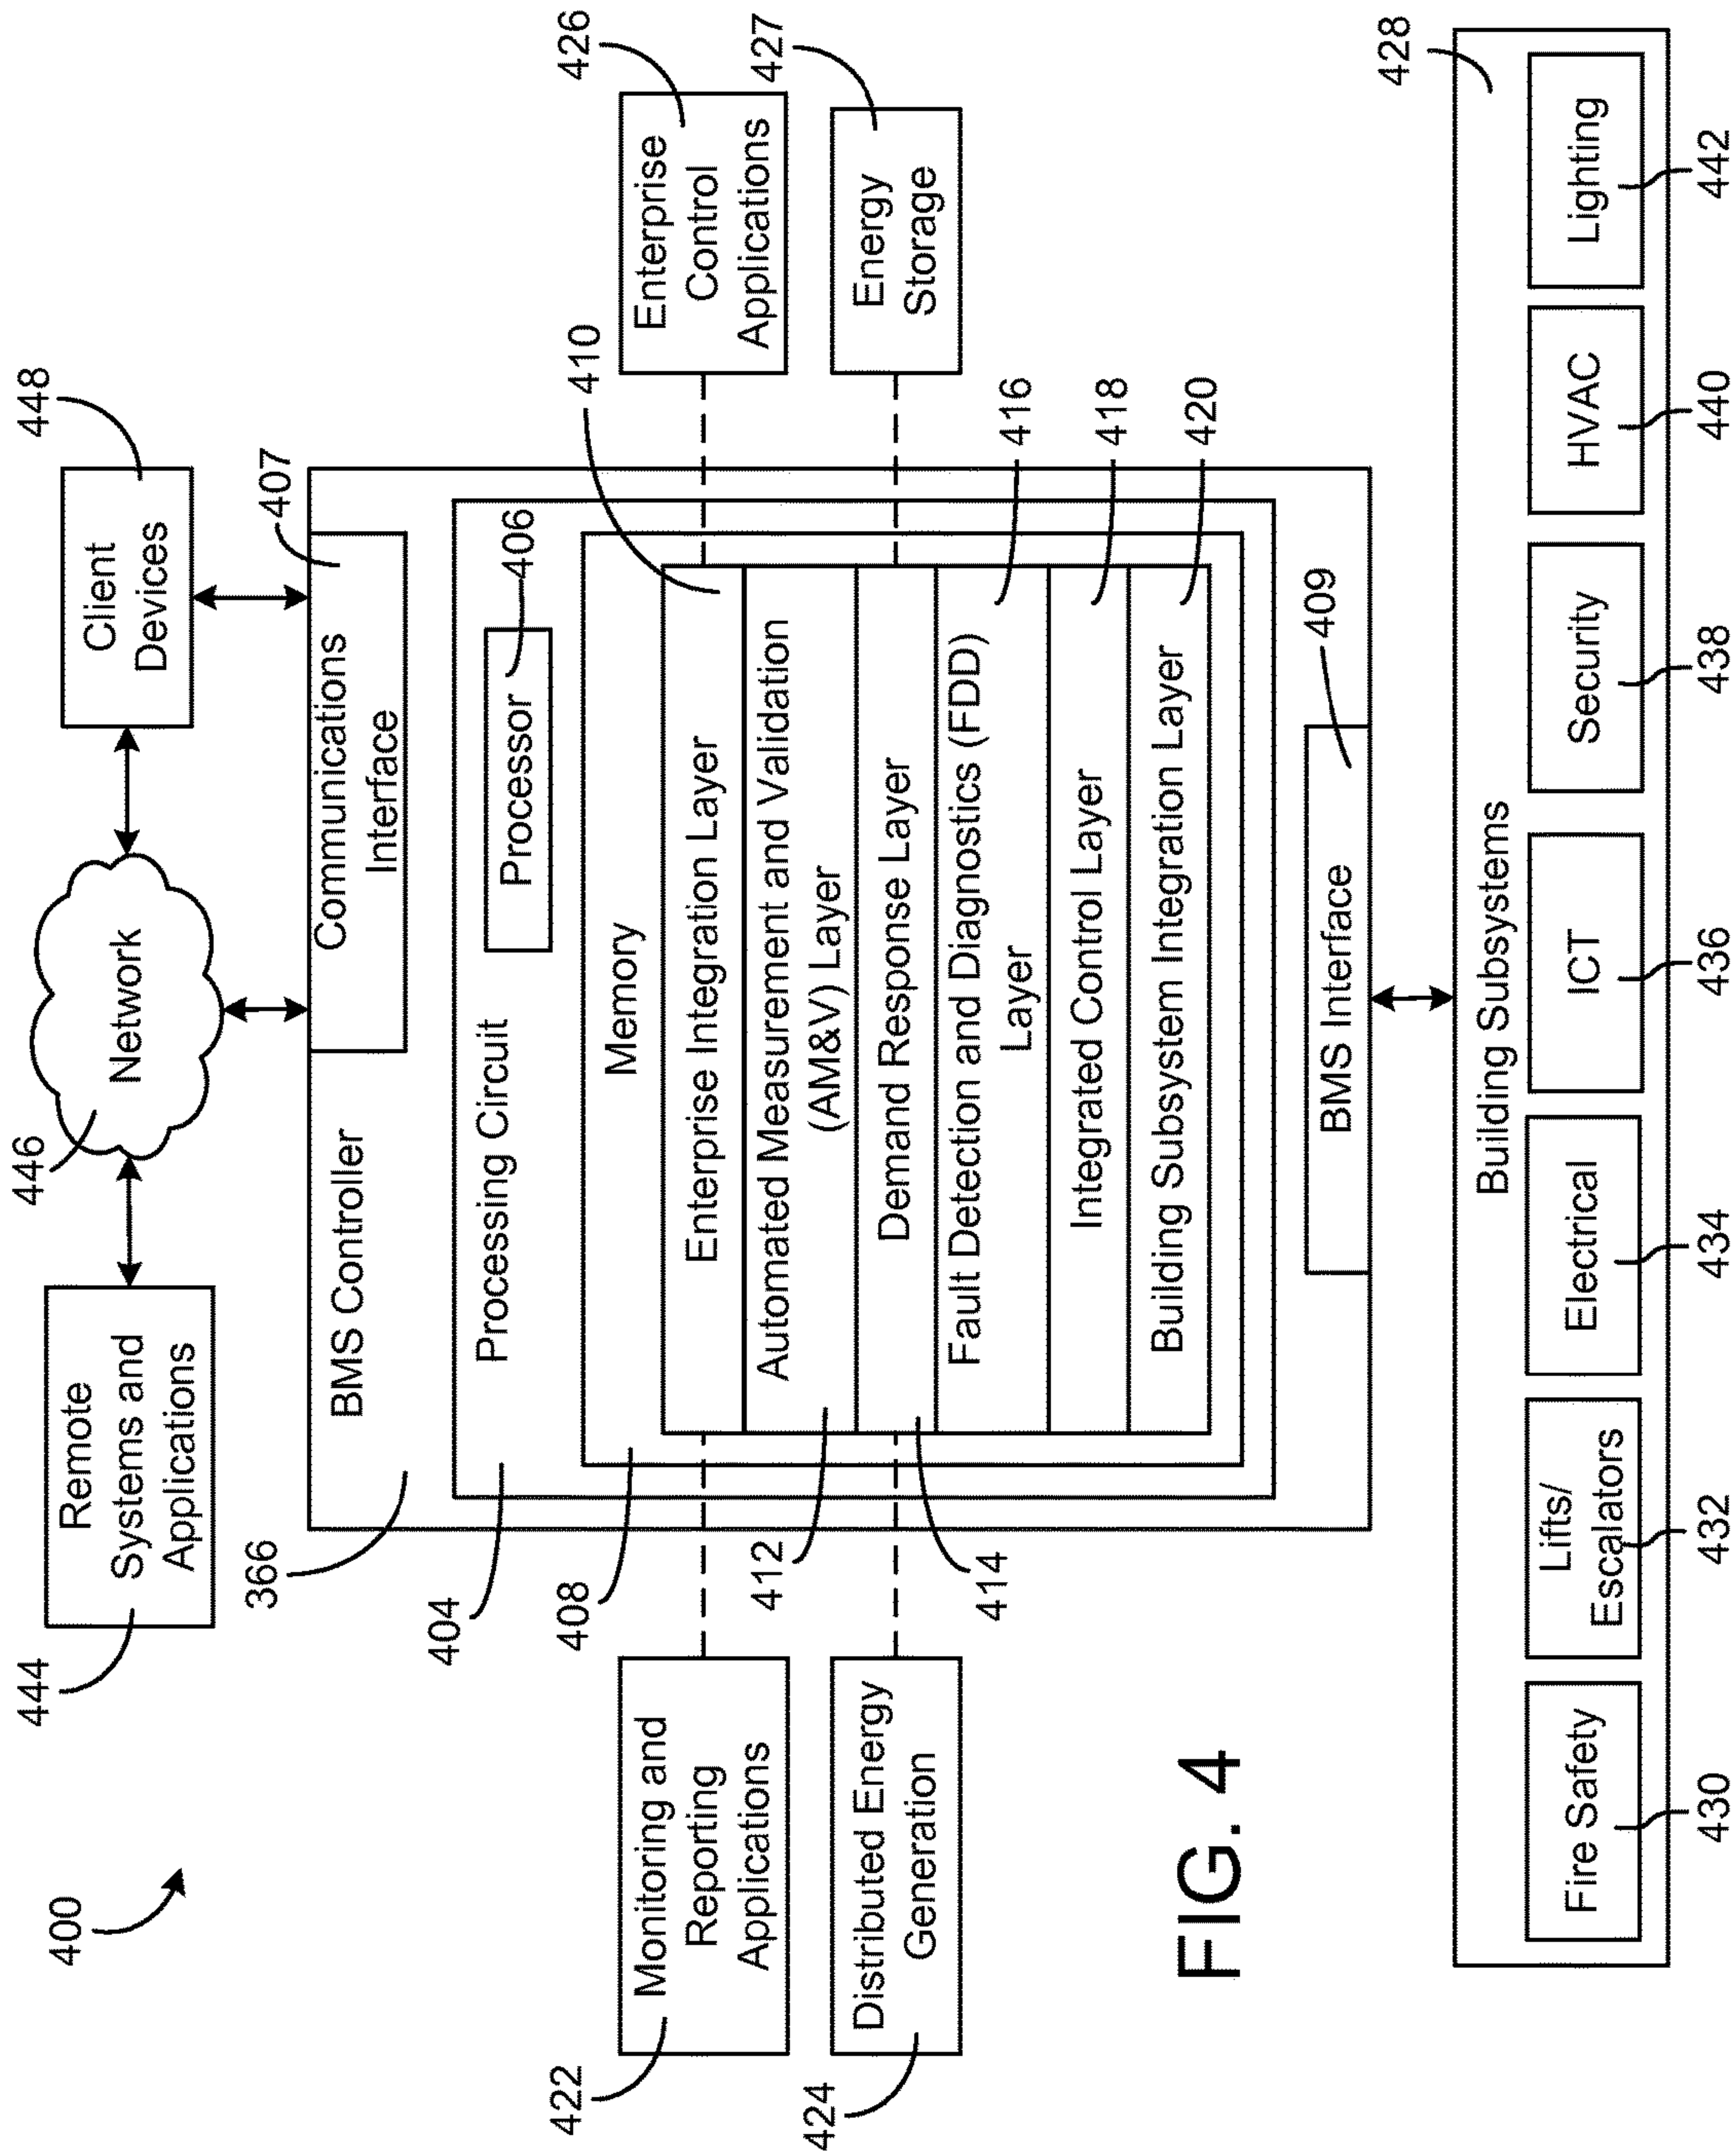 400
444
Remote
Systems and
Applications
446
Network
Client
Devices
448
366
BMS Controller
Communications
Interface
407
404
Processing Circuit
Processor
406
408
Memory
410
Enterprise Integration Layer
Automated Measurement and Validation
(AM&V) Layer
412
Demand Response Layer
414
Fault Detection and Diagnostics (FDD)
Layer
416
Integrated Control Layer
418
Building Subsystem Integration Layer
420
422
Monitoring and
Reporting
Applications
424
Distributed Energy
Generation
Enterprise
Control
Applications
426
Energy
Storage
427
BMS Interface
409
FIG. 4
Building Subsystems
428
Fire Safety
Lifts/
Escalators
Electrical
ICT
Security
HVAC
Lighting
430
432
434
436
438
440
442